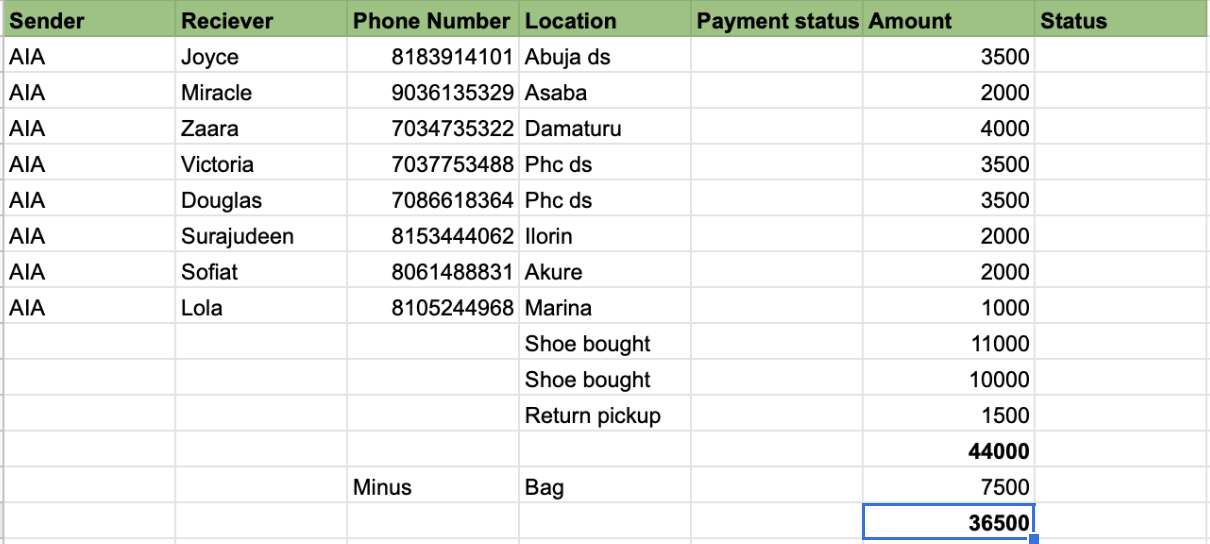 Sender Reciever Phone Number Location Payment status Amount Status
AIA Joyce 8183914101 Abuja ds 3500
AIA Miracle 9036135329 Asaba 2000
AIA Zaara 7034735322 Damaturu 4000
AIA Victoria 7037753488 Phc ds 3500
AIA Douglas 7086618364 Phc ds 3500
AIA Surajudeen 8153444062 Ilorin 2000
AIA Sofiat 8061488831 Akure 2000
AIA Lola 8105244968 Marina 1000
Shoe bought 11000
Shoe bought 10000
Return pickup 1500
44000
Minus Bag 7500
36500